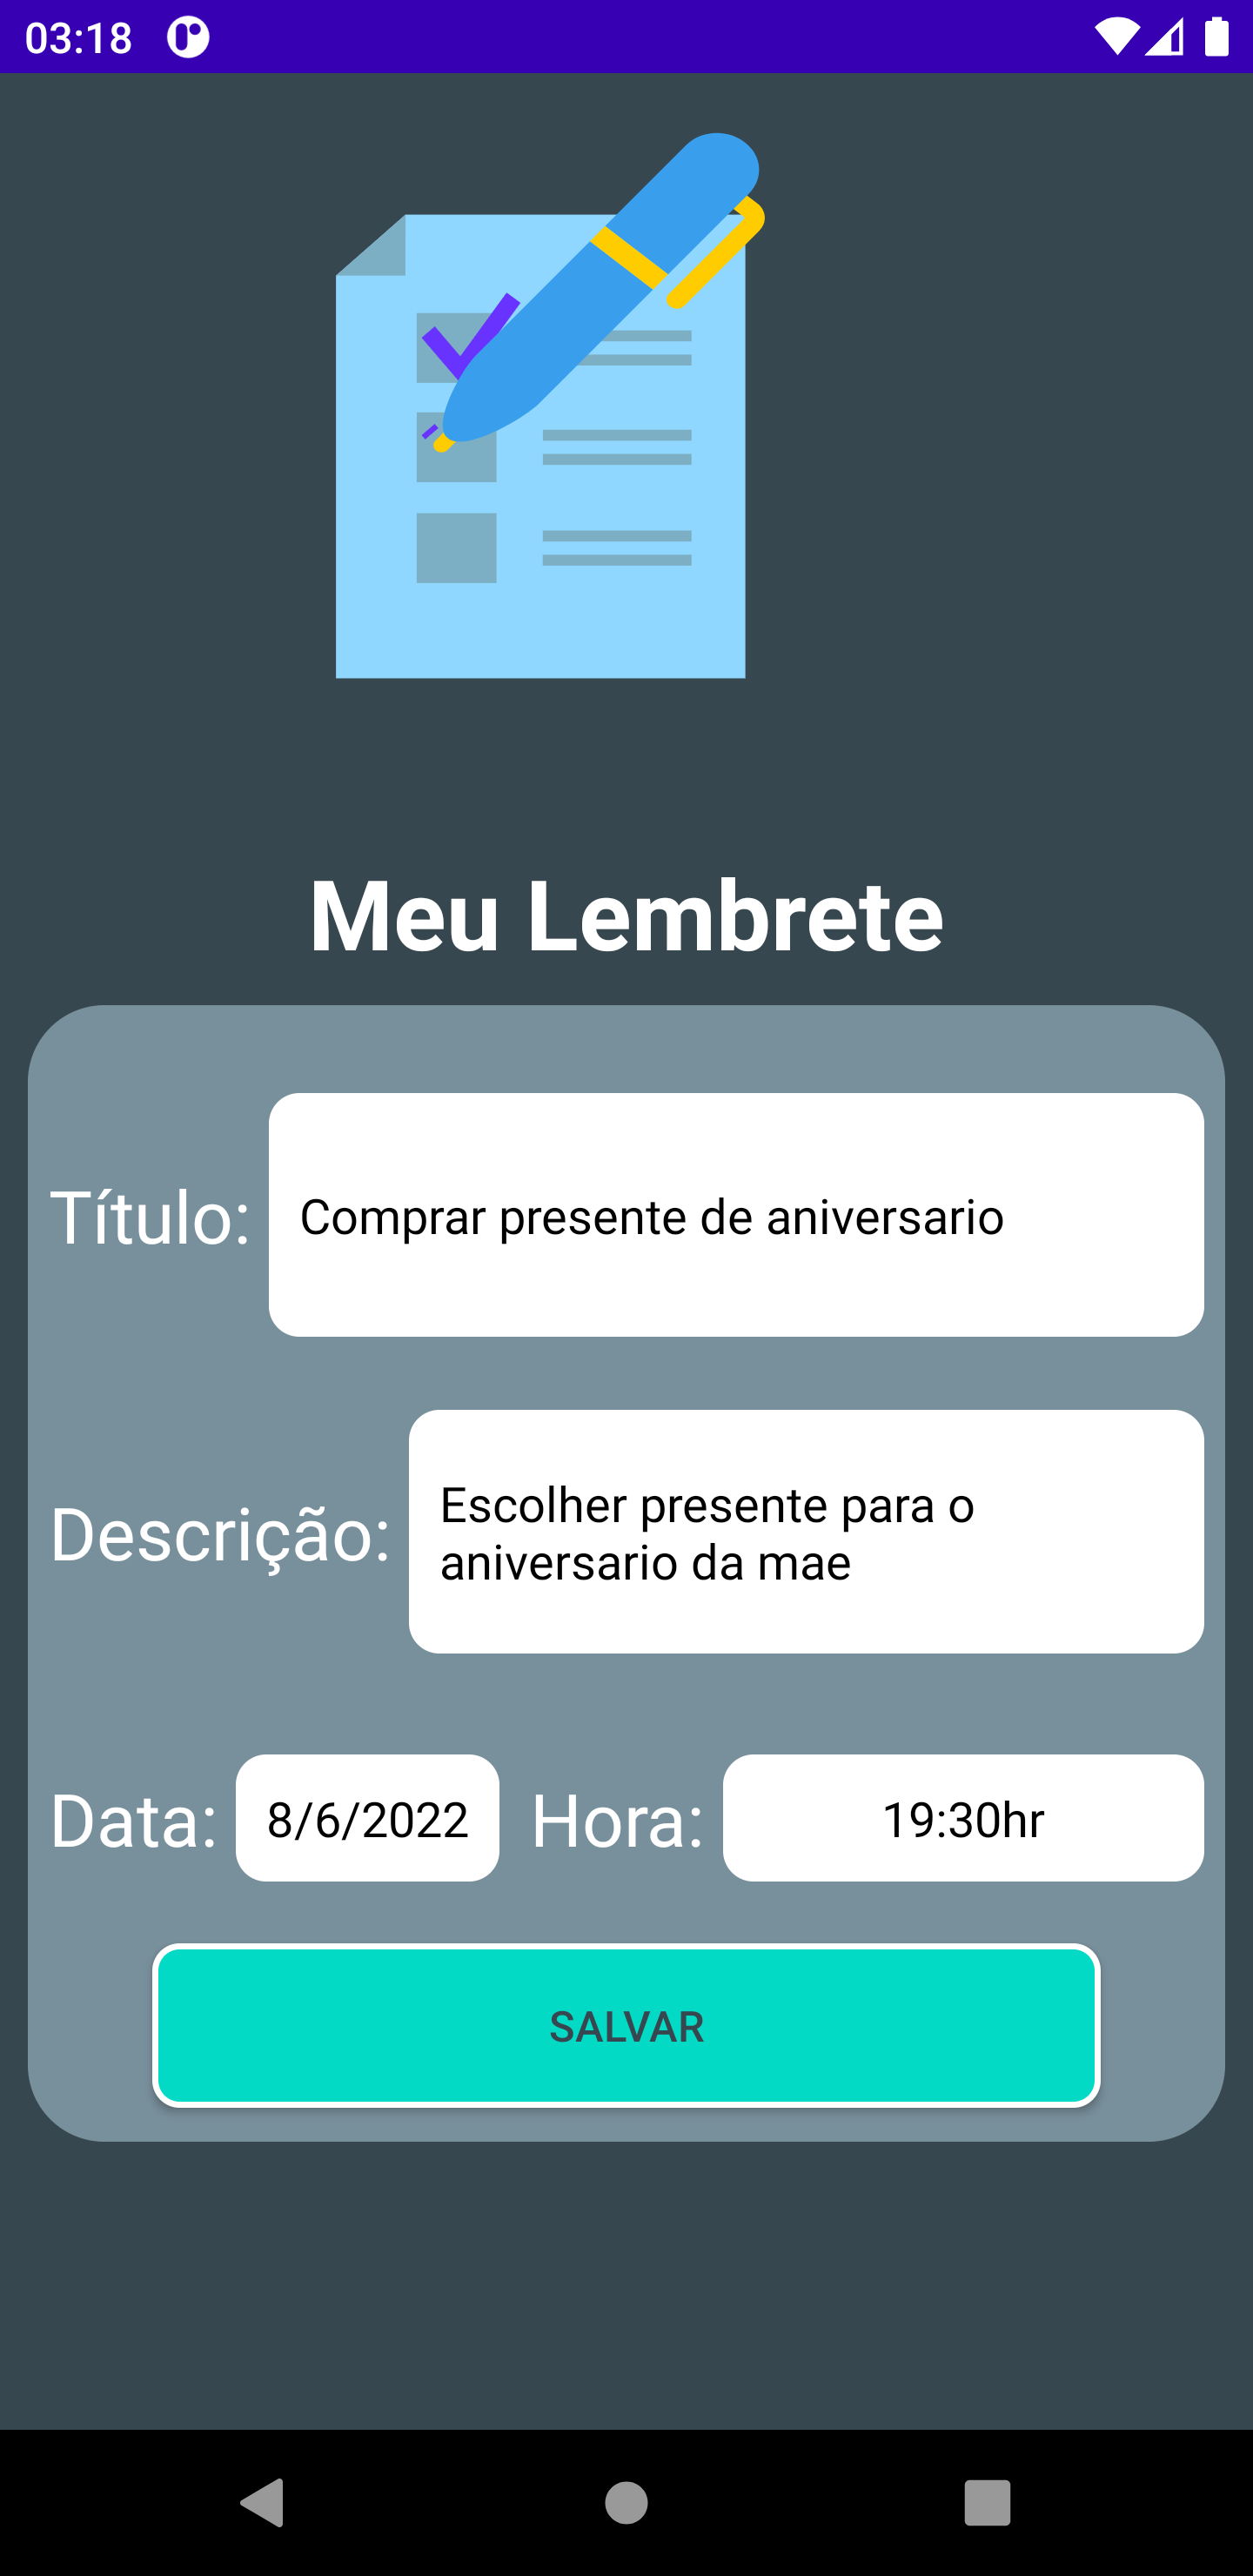 03:18
Meu Lembrete
Título:
Comprar presente de aniversario
Descrição:
Escolher presente para o
aniversario da mae
Data: 8/6/2022 Hora: 19:30hr
SALVAR